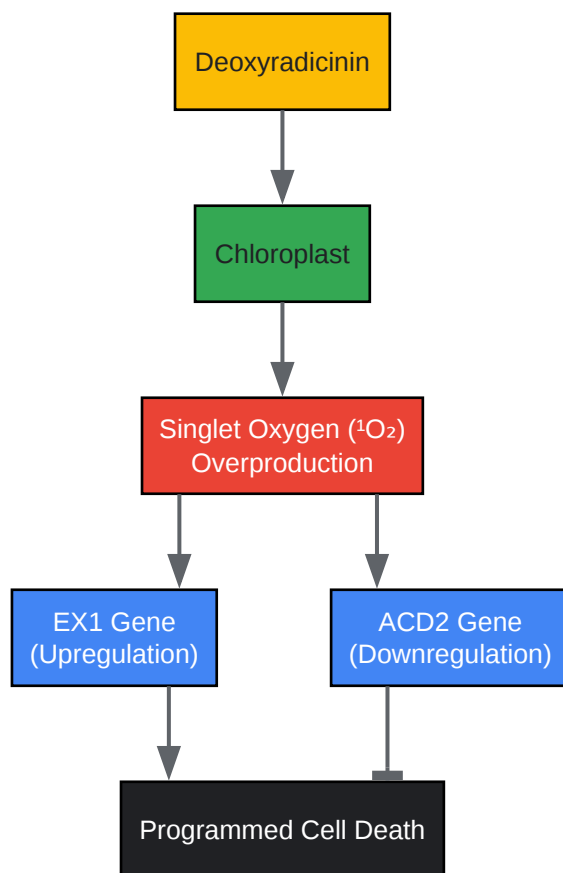 Deoxyradicinin
Chloroplast
Singlet Oxygen (¹O₂)
Overproduction
EX1 Gene
(Upregulation)
ACD2 Gene
(Downregulation)
Programmed Cell Death